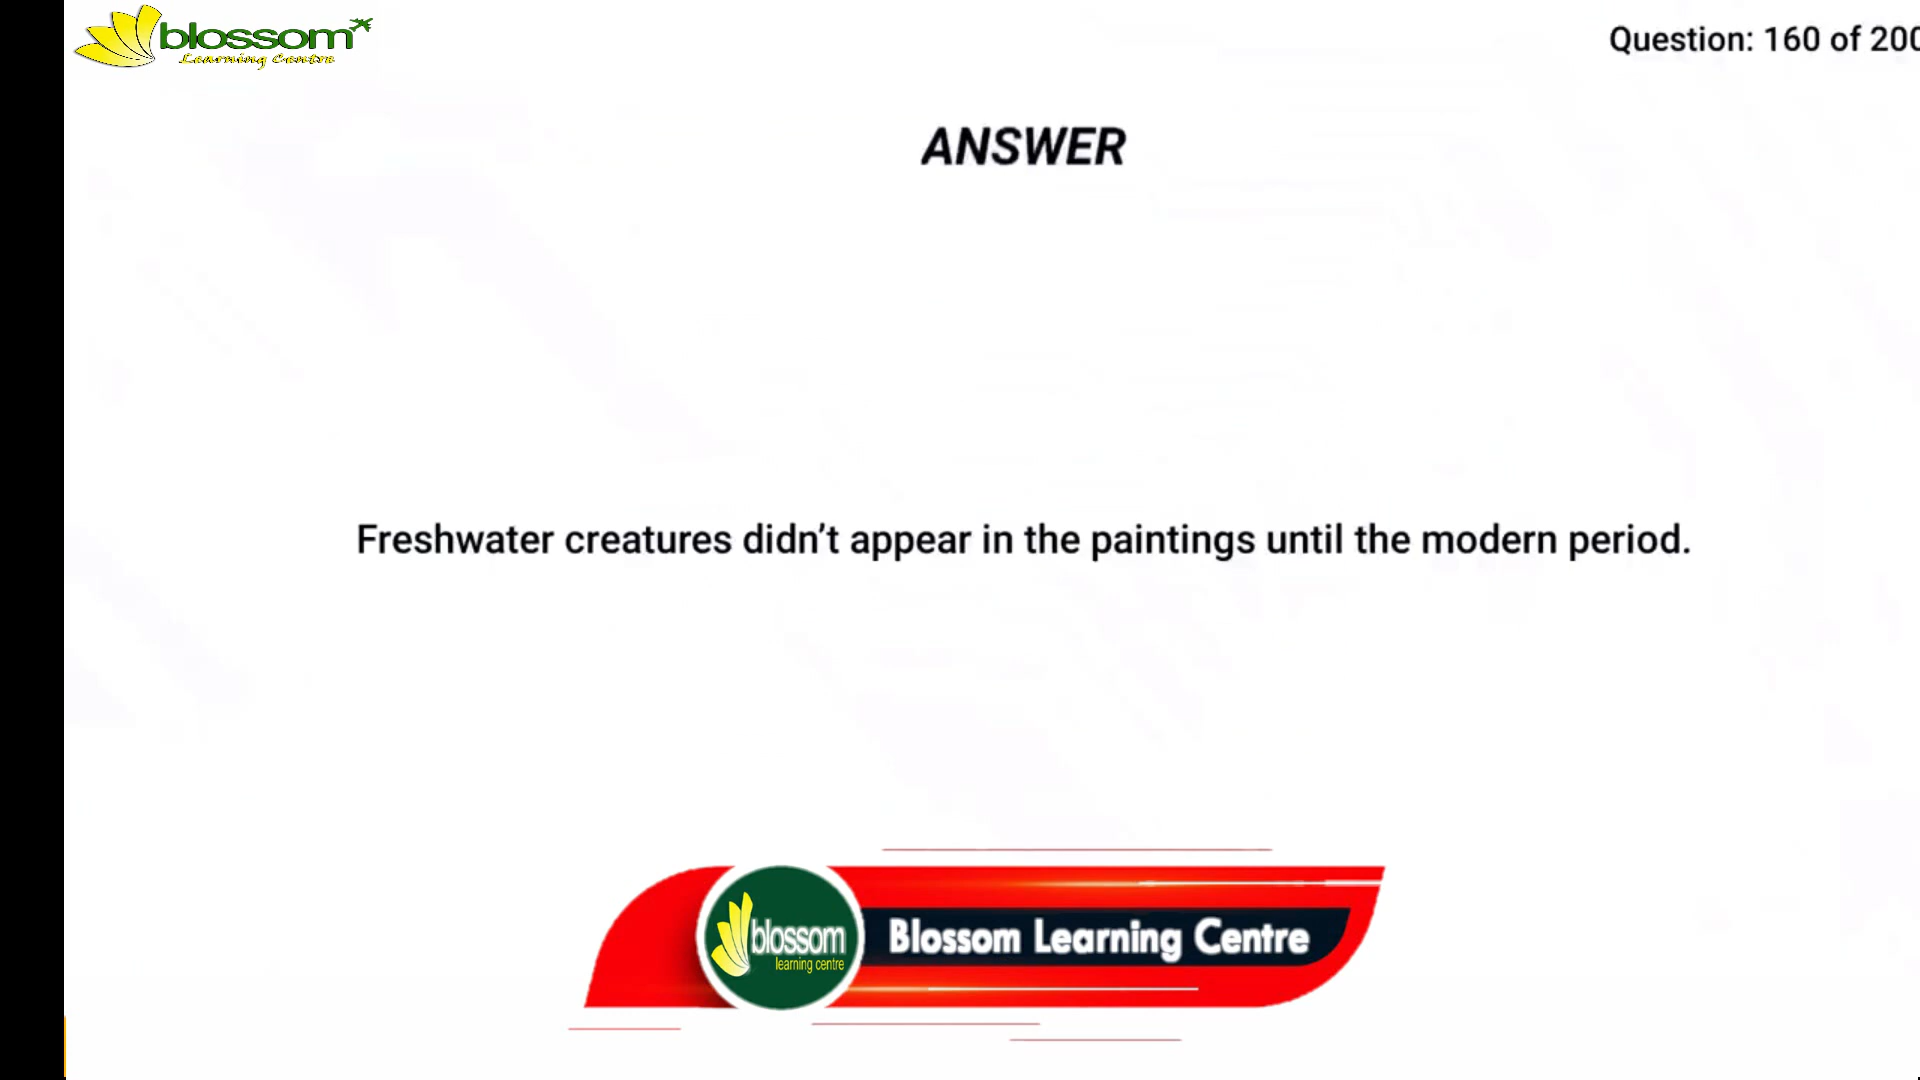 blossom
Learning Centre
Question: 160 of 200
ANSWER
Freshwater creatures didn’t appear in the paintings until the modern period.
blossom
learning centre
Blossom Learning Centre